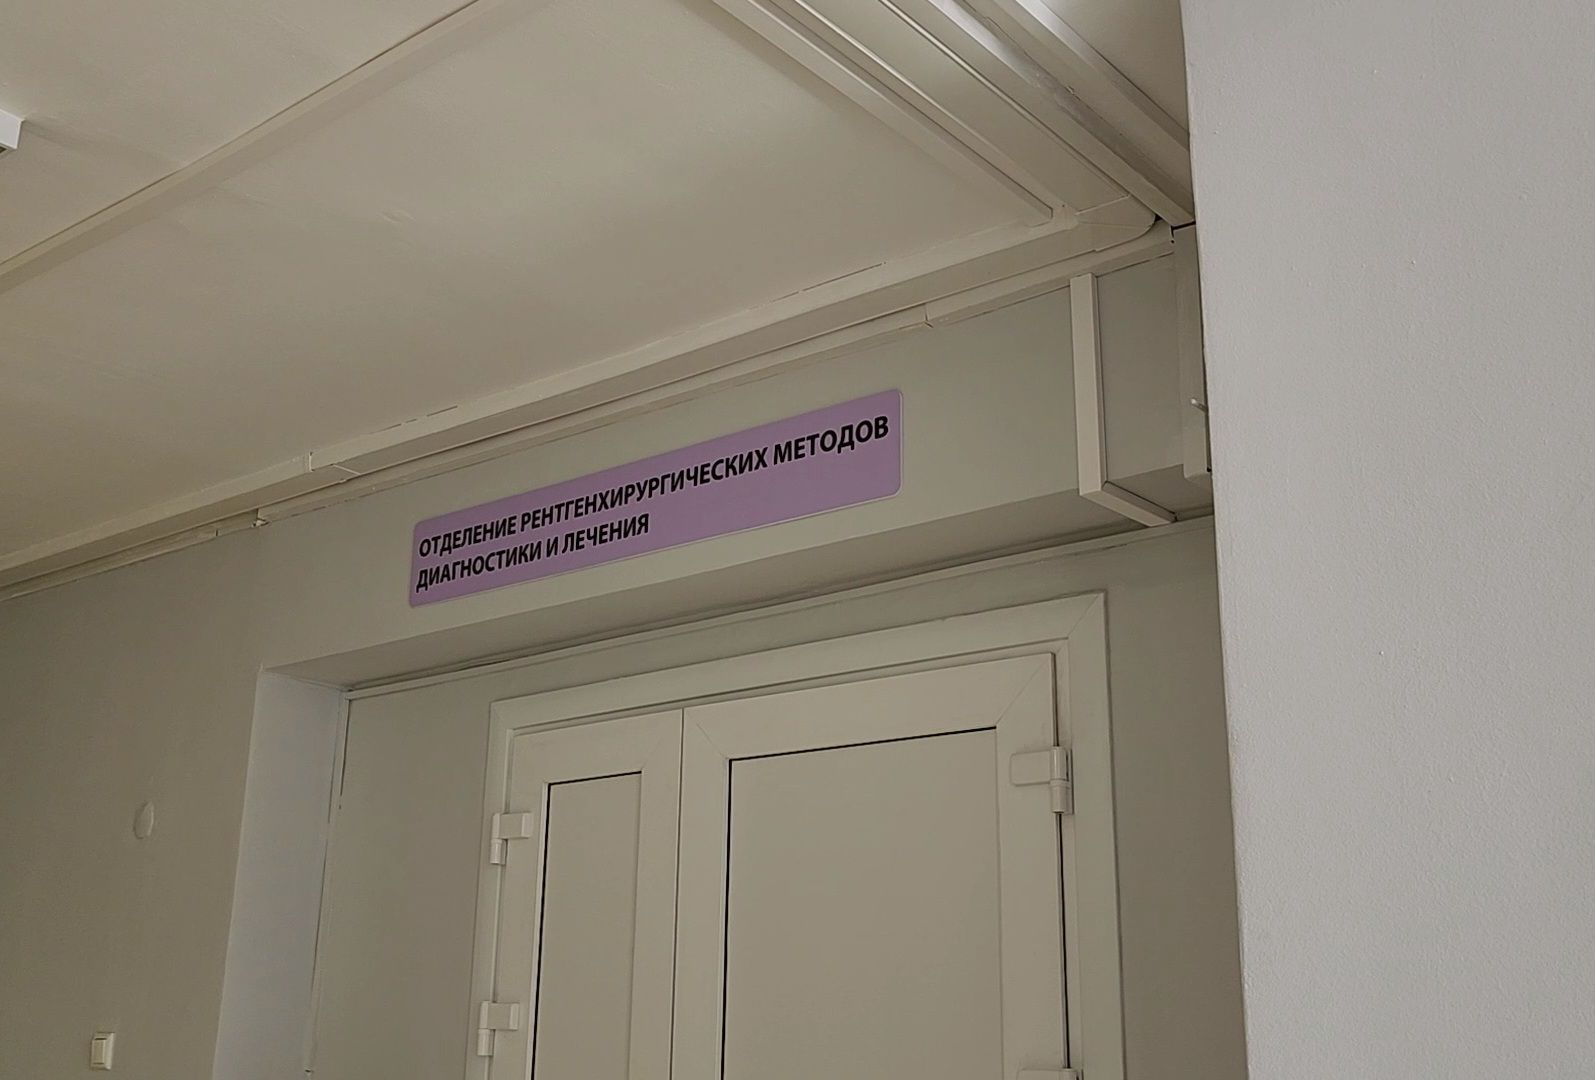 ОТДЕЛЕНИЕ РЕНТГЕНХИРУРГИЧЕСКИХ МЕТОДОВ
ДИАГНОСТИКИ И ЛЕЧЕНИЯ